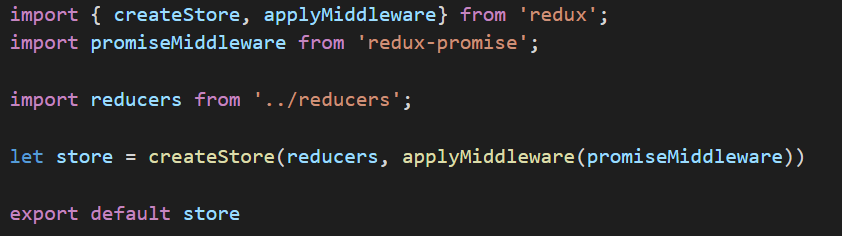 import { createStore, applyMiddleware} from 'redux';
import promiseMiddleware from 'redux-promise';
import reducers from '../reducers';
let store = createStore(reducers, applyMiddleware(promiseMiddleware))
export default store